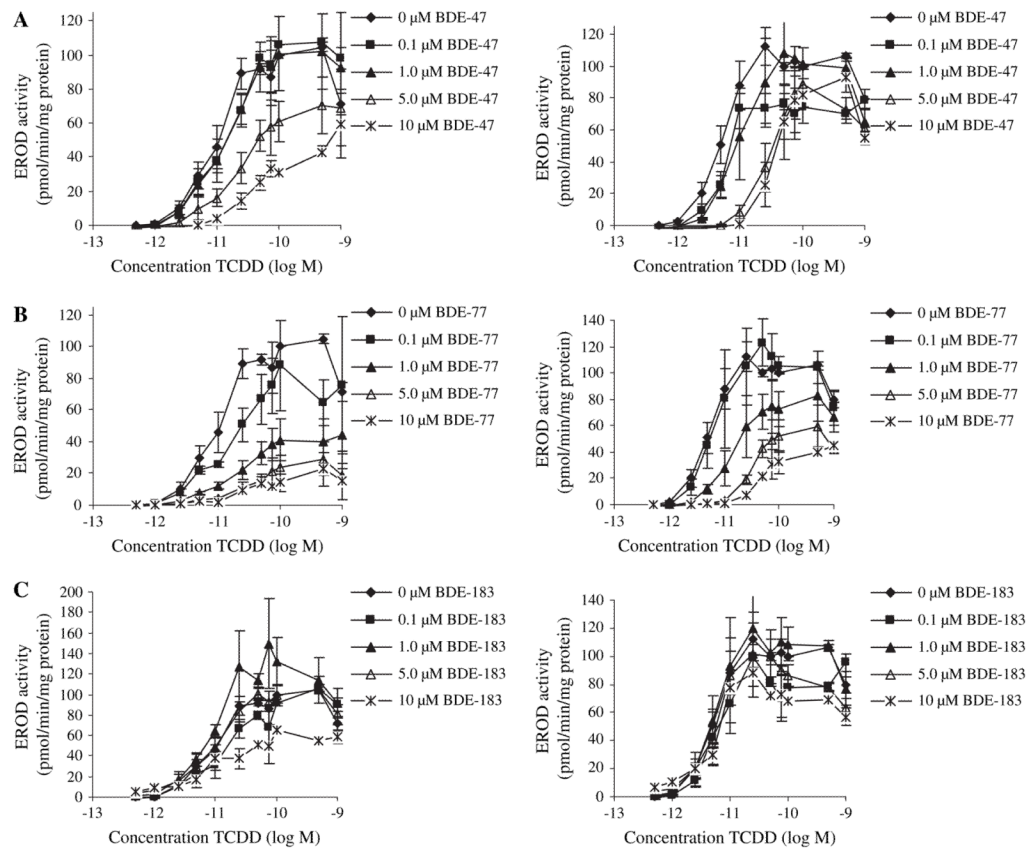 A
EROD activity
(pmol/min/mg protein)
120
100
80
60
40
20
0
-13
-12
-11
-10
-9
Concentration TCDD (log M)
0 µM BDE-47
0.1 µM BDE-47
1.0 µM BDE-47
5.0 µM BDE-47
10 µM BDE-47
EROD activity
(pmol/min/mg protein)
120
100
80
60
40
20
0
-13
-12
-11
-10
-9
Concentration TCDD (log M)
0 µM BDE-47
0.1 µM BDE-47
1.0 µM BDE-47
5.0 µM BDE-47
10 µM BDE-47
B
EROD activity
(pmol/min/mg protein)
120
100
80
60
40
20
0
-13
-12
-11
-10
-9
Concentration TCDD (log M)
0 µM BDE-77
0.1 µM BDE-77
1.0 µM BDE-77
5.0 µM BDE-77
10 µM BDE-77
EROD activity
(pmol/min/mg protein)
140
120
100
80
60
40
20
0
-13
-12
-11
-10
-9
Concentration TCDD (log M)
0 µM BDE-77
0.1 µM BDE-77
1.0 µM BDE-77
5.0 µM BDE-77
10 µM BDE-77
C
EROD activity
(pmol/min/mg protein)
200
180
160
140
120
100
80
60
40
20
0
-13
-12
-11
-10
-9
Concentration TCDD (log M)
0 µM BDE-183
0.1 µM BDE-183
1.0 µM BDE-183
5.0 µM BDE-183
10 µM BDE-183
EROD activity
(pmol/min/mg protein)
140
120
100
80
60
40
20
0
-13
-12
-11
-10
-9
Concentration TCDD (log M)
0 µM BDE-183
0.1 µM BDE-183
1.0 µM BDE-183
5.0 µM BDE-183
10 µM BDE-183